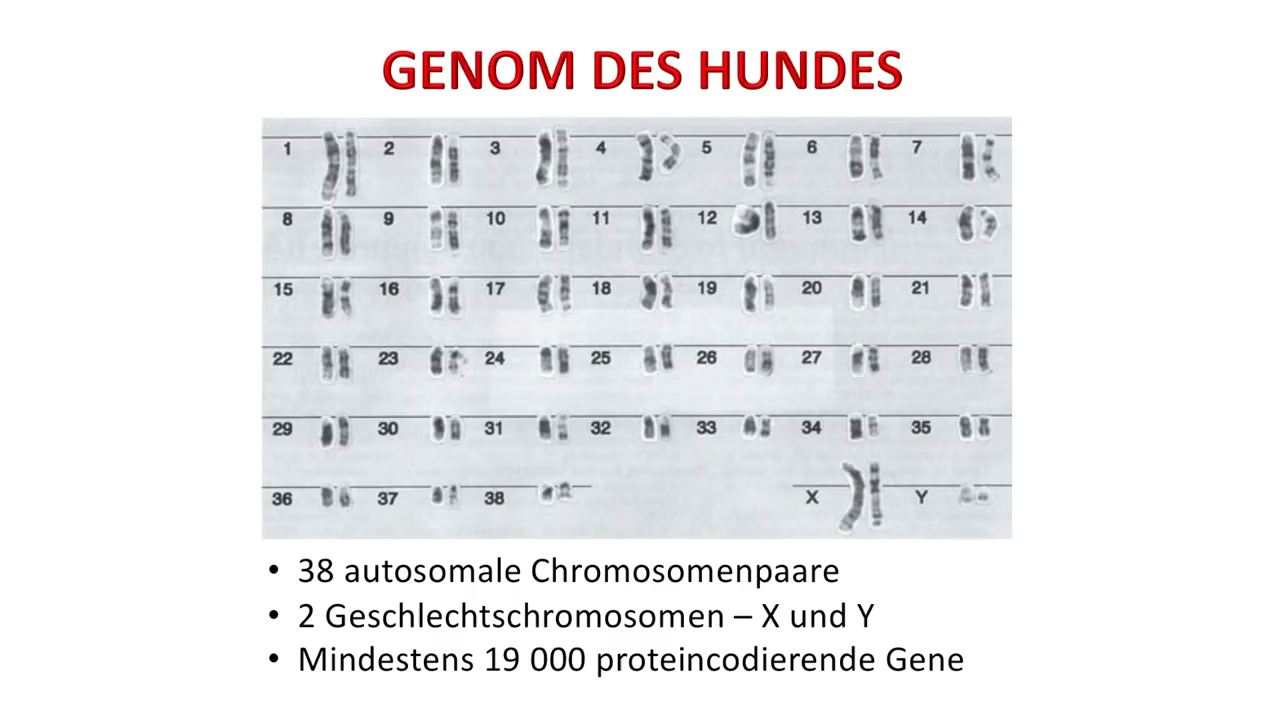 GENOM DES HUNDES
1 2 3 4 5 6 7
8 9 10 11 12 13 14
15 16 17 18 19 20 21
22 23 24 25 26 27 28
29 30 31 32 33 34 35
36 37 38 X Y
• 38 autosomale Chromosomenpaare
• 2 Geschlechtschromosomen – X und Y
• Mindestens 19 000 proteincodierende Gene